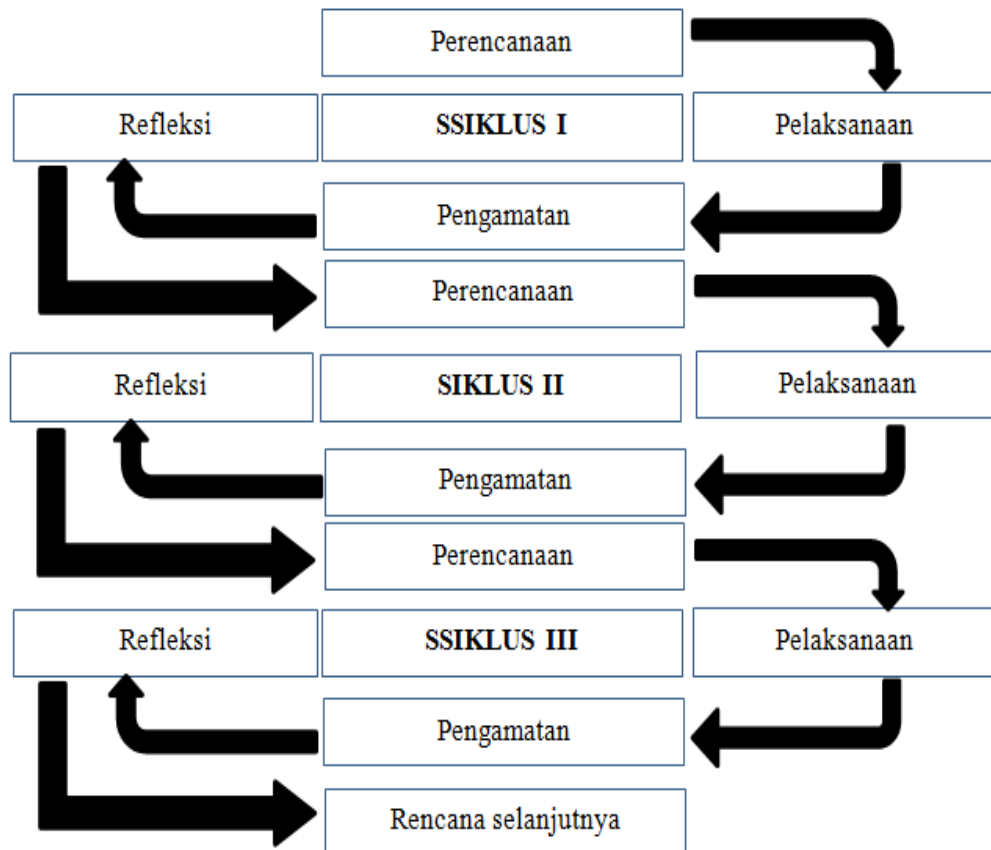 Perencanaan
Refleksi
SSIKLUS I
Pelaksanaan
Pengamatan
Perencanaan
Refleksi
SIKLUS II
Pelaksanaan
Pengamatan
Perencanaan
Refleksi
SSIKLUS III
Pelaksanaan
Pengamatan
Rencana selanjutnya